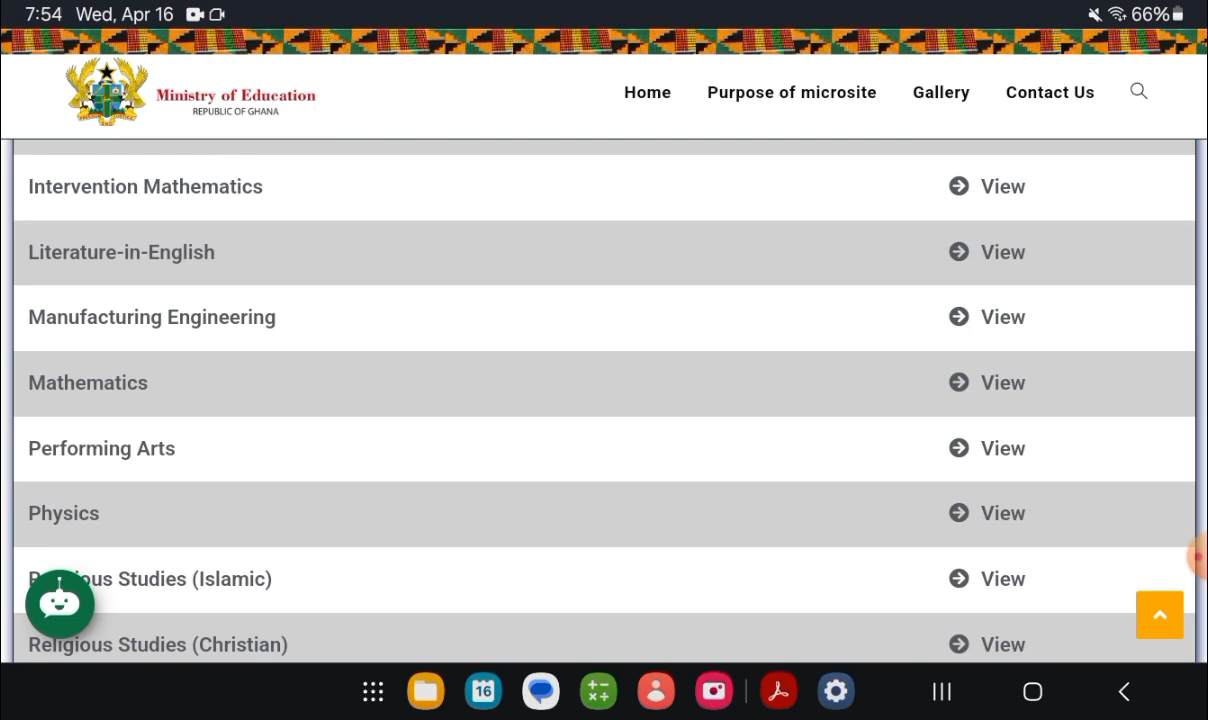 7:54 Wed, Apr 16 66%
Ministry of Education
REPUBLIC OF GHANA
Home Purpose of microsite Gallery Contact Us
Intervention Mathematics View
Literature-in-English View
Manufacturing Engineering View
Mathematics View
Performing Arts View
Physics View
ous Studies (Islamic) View
Religious Studies (Christian) View
16